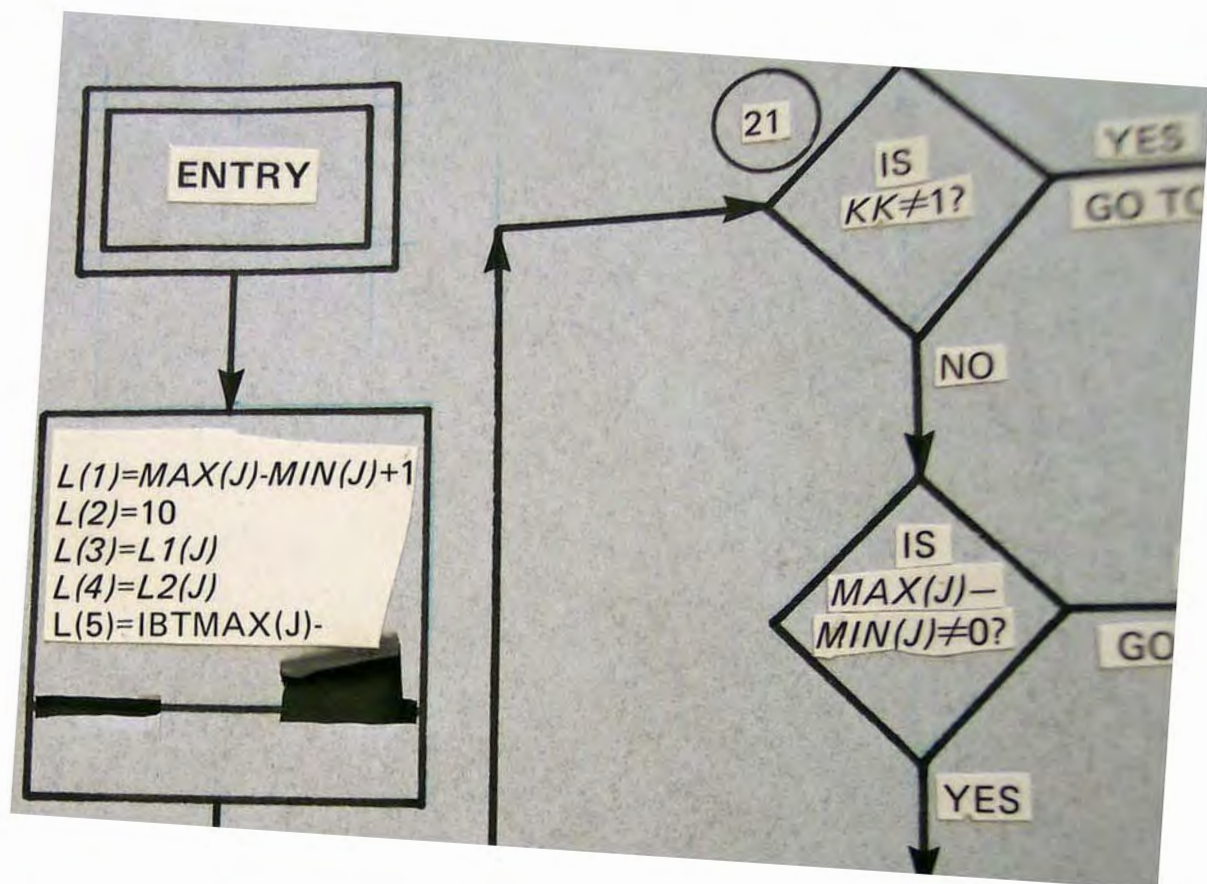 ENTRY
L(1)=MAX(J)-MIN(J)+1
L(2)=10
L(3)=L1(J)
L(4)=L2(J)
L(5)=IBTMAX(J)-
21
IS
KK≠1?
YES
GO TO
NO
IS
MAX(J)–
MIN(J)≠0?
GO
YES